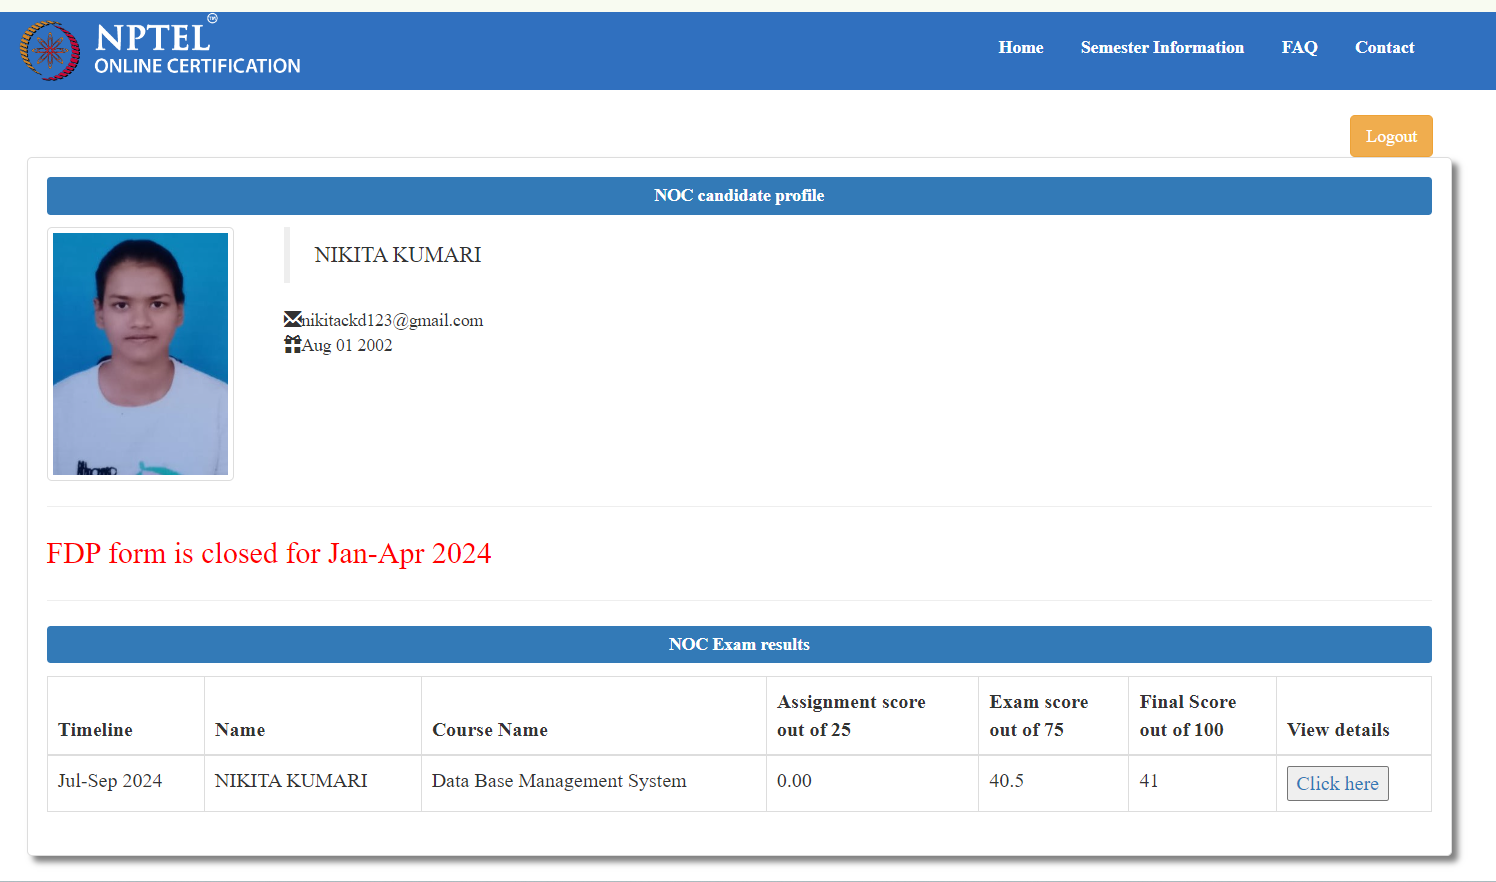 NPTEL
ONLINE CERTIFICATION
Home Semester Information FAQ Contact
Logout
NOC candidate profile
NIKITA KUMARI
nikitackd123@gmail.com
Aug 01 2002
FDP form is closed for Jan-Apr 2024
NOC Exam results
Timeline Name Course Name Assignment score out of 25 Exam score out of 75 Final Score out of 100 View details
Jul-Sep 2024 NIKITA KUMARI Data Base Management System 0.00 40.5 41 Click here